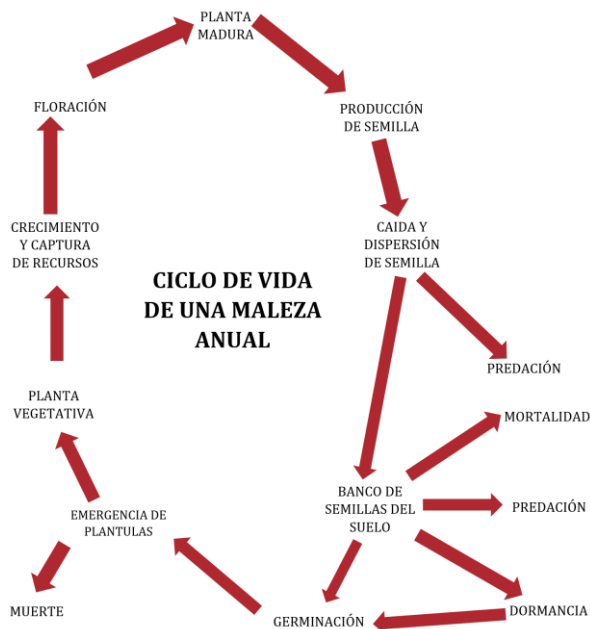 PLANTA
MADURA
PRODUCCIÓN
DE SEMILLA
CAIDA Y
DISPERSIÓN
DE SEMILLA
PREDACIÓN
MORTALIDAD
BANCO DE
SEMILLAS DEL
SUELO
PREDACIÓN
DORMANCIA
GERMINACIÓN
EMERGENCIA DE
PLANTULAS
MUERTE
PLANTA
VEGETATIVA
CRECIMIENTO
Y CAPTURA
DE RECURSOS
FLORACIÓN
CICLO DE VIDA
DE UNA MALEZA
ANUAL